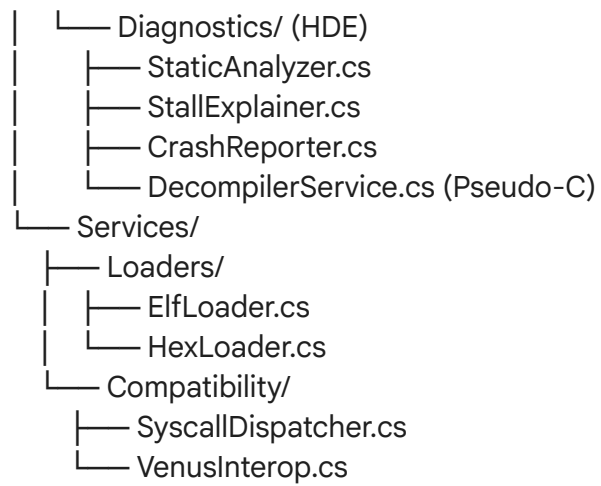 │ └── Diagnostics/ (HDE)
│ ├── StaticAnalyzer.cs
│ ├── StallExplainer.cs
│ ├── CrashReporter.cs
│ └── DecompilerService.cs (Pseudo-C)
└── Services/
├── Loaders/
│ ├── ElfLoader.cs
│ └── HexLoader.cs
└── Compatibility/
├── SyscallDispatcher.cs
└── VenusInterop.cs